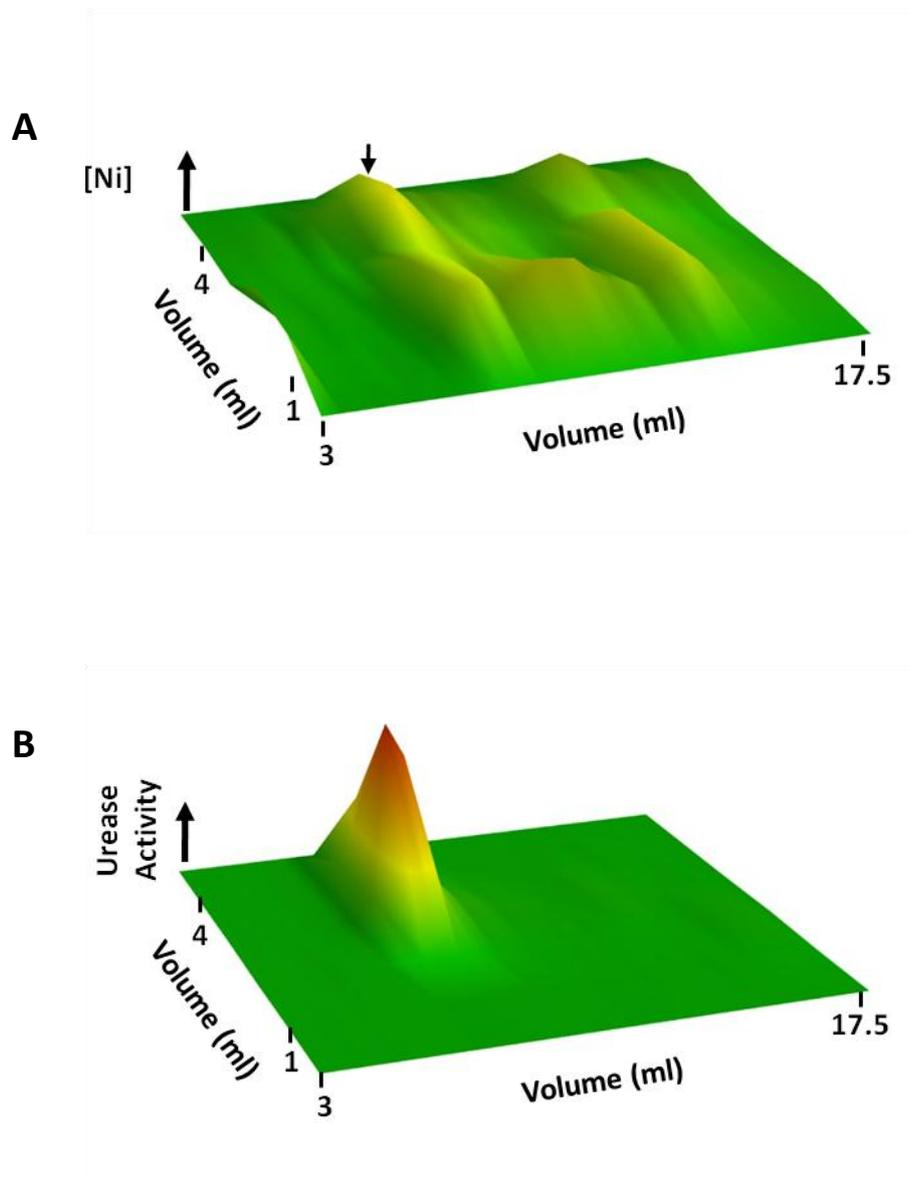 A
[Ni]
4
Volume (ml)
1
3
Volume (ml)
17.5
B
Urease
Activity
4
Volume (ml)
1
3
Volume (ml)
17.5